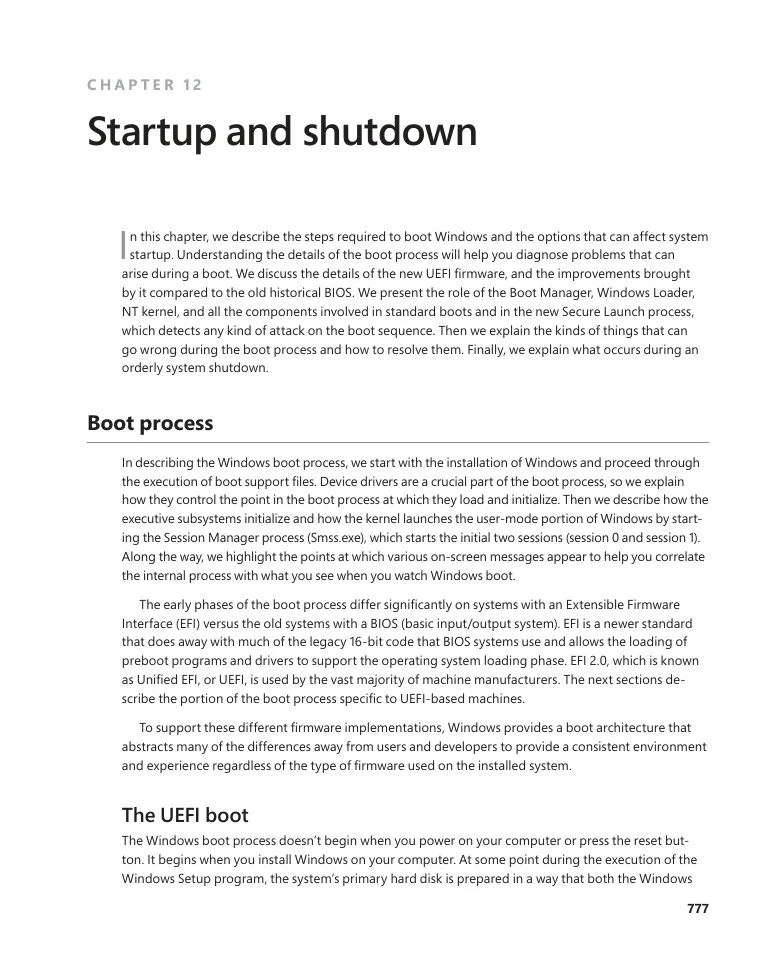 CHAPTER 12
Startup and shutdown
In this chapter, we describe the steps required to boot Windows and the options that can affect system
startup. Understanding the details of the boot process will help you diagnose problems that can
arise during a boot. We discuss the details of the new UEFI firmware, and the improvements brought
by it compared to the old historical BIOS. We present the role of the Boot Manager, Windows Loader,
NT kernel, and all the components involved in standard boots and in the new Secure Launch process,
which detects any kind of attack on the boot sequence. Then we explain the kinds of things that can
go wrong during the boot process and how to resolve them. Finally, we explain what occurs during an
orderly system shutdown.
Boot process
In describing the Windows boot process, we start with the installation of Windows and proceed through
the execution of boot support files. Device drivers are a crucial part of the boot process, so we explain
how they control the point in the boot process at which they load and initialize. Then we describe how the
executive subsystems initialize and how the kernel launches the user-mode portion of Windows by start-
ing the Session Manager process (Smss.exe), which starts the initial two sessions (session 0 and session 1).
Along the way, we highlight the points at which various on-screen messages appear to help you correlate
the internal process with what you see when you watch Windows boot.
The early phases of the boot process differ significantly on systems with an Extensible Firmware
Interface (EFI) versus the old systems with a BIOS (basic input/output system). EFI is a newer standard
that does away with much of the legacy 16-bit code that BIOS systems use and allows the loading of
preboot programs and drivers to support the operating system loading phase. EFI 2.0, which is known
as Unified EFI, or UEFI, is used by the vast majority of machine manufacturers. The next sections de-
scribe the portion of the boot process specific to UEFI-based machines.
To support these different firmware implementations, Windows provides a boot architecture that
abstracts many of the differences away from users and developers to provide a consistent environment
and experience regardless of the type of firmware used on the installed system.
The UEFI boot
The Windows boot process doesn’t begin when you power on your computer or press the reset but-
ton. It begins when you install Windows on your computer. At some point during the execution of the
Windows Setup program, the system’s primary hard disk is prepared in a way that both the Windows
777